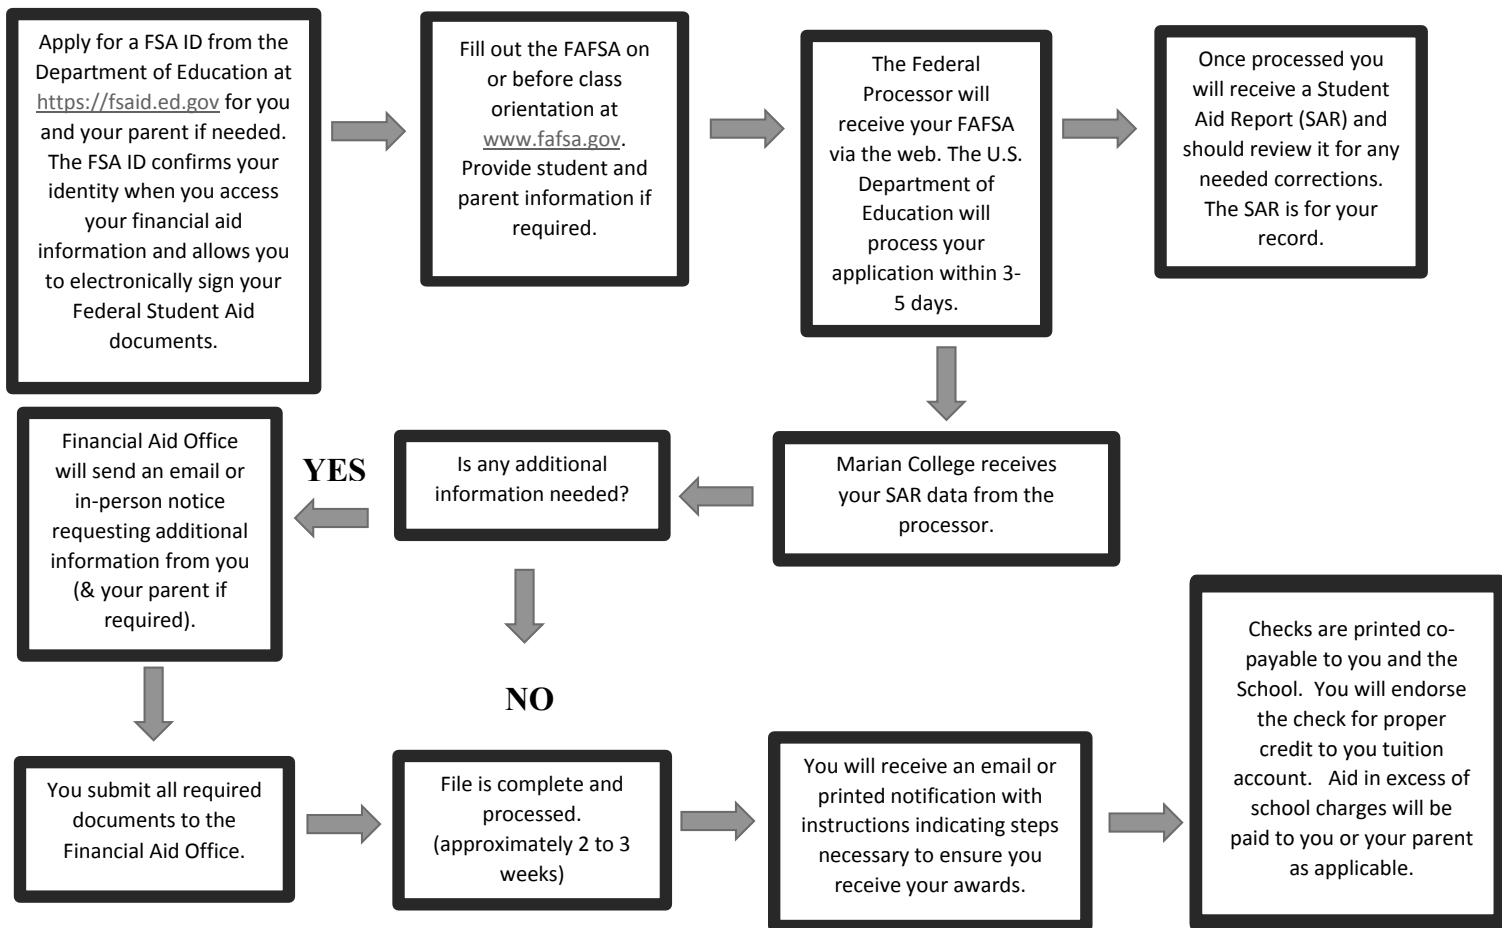 Apply for a FSA ID from the
Department of Education at
https://fsaid.ed.gov for you
and your parent if needed.
The FSA ID confirms your
identity when you access
your financial aid
information and allows you
to electronically sign your
Federal Student Aid
documents.
Fill out the FAFSA on
or before class
orientation at
www.fafsa.gov.
Provide student and
parent information if
required.
The Federal
Processor will
receive your FAFSA
via the web. The U.S.
Department of
Education will
process your
application within 3-
5 days.
Once processed you
will receive a Student
Aid Report (SAR) and
should review it for any
needed corrections.
The SAR is for your
record.
Marian College receives
your SAR data from the
processor.
Is any additional
information needed?
YES
Financial Aid Office
will send an email or
in-person notice
requesting additional
information from you
(& your parent if
required).
NO
You submit all required
documents to the
Financial Aid Office.
File is complete and
processed.
(approximately 2 to 3
weeks)
You will receive an email or
printed notification with
instructions indicating steps
necessary to ensure you
receive your awards.
Checks are printed co-
payable to you and the
School.  You will endorse
the check for proper
credit to you tuition
account.   Aid in excess of
school charges will be
paid to you or your parent
as applicable.